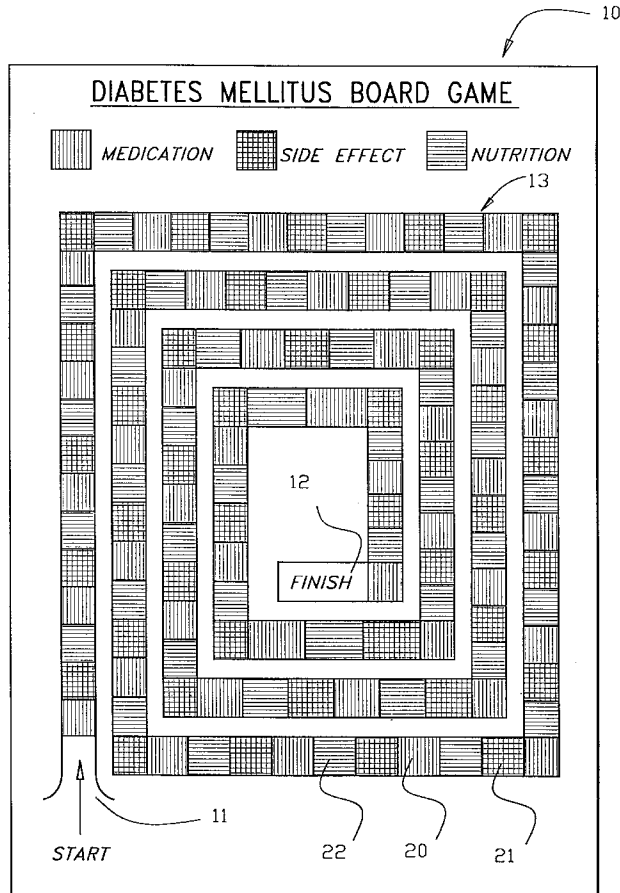 10
DIABETES MELLITUS BOARD GAME
MEDICATION SIDE EFFECT NUTRITION
13
12
FINISH
11
START
22 20 21